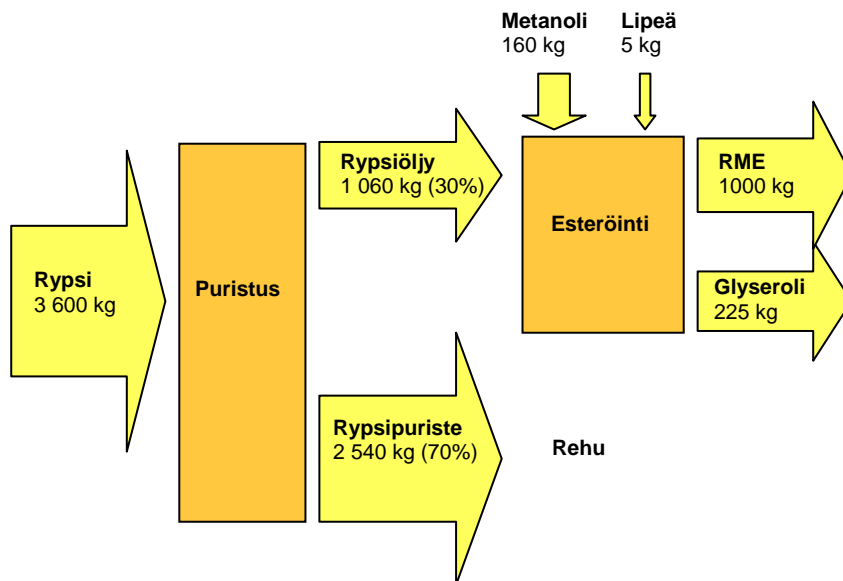 Metanoli
160 kg
Lipeä
5 kg
Rypsi
3 600 kg
Puristus
Rypsiöljy
1 060 kg (30%)
Esteröinti
RME
1000 kg
Glyseroli
225 kg
Rypsipuriste
2 540 kg (70%)
Rehu